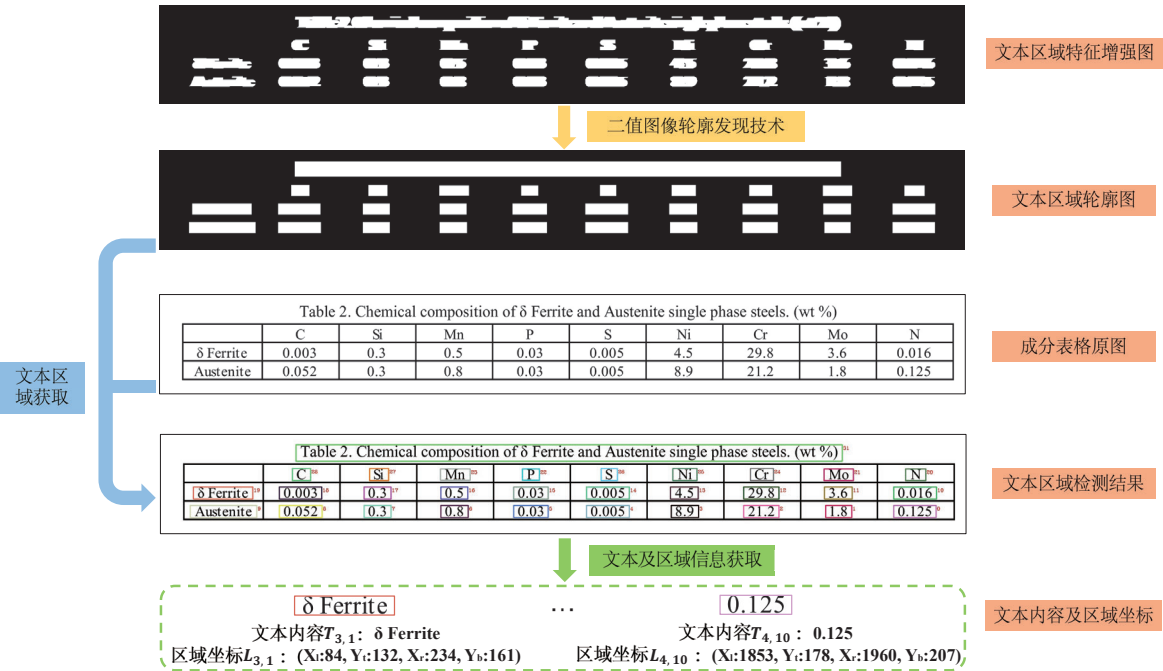 文本区域特征增强图
C Si Mn P S Ni Cr Mo N
二值图像轮廓发现技术
文本区域轮廓图
Table 2. Chemical composition of δ Ferrite and Austenite single phase steels. (wt %)
C Si Mn P S Ni Cr Mo N
δ Ferrite 0.003 0.3 0.5 0.03 0.005 4.5 29.8 3.6 0.016
Austenite 0.052 0.3 0.8 0.03 0.005 8.9 21.2 1.8 0.125
成分表格原图
文本区
域获取
Table 2. Chemical composition of δ Ferrite and Austenite single phase steels. (wt %)
C Si Mn P S Ni Cr Mo N
δ Ferrite 0.003 0.3 0.5 0.03 0.005 4.5 29.8 3.6 0.016
Austenite 0.052 0.3 0.8 0.03 0.005 8.9 21.2 1.8 0.125
文本区域检测结果
文本及区域信息获取
δ Ferrite ... 0.125
文本内容T3, 1: δ Ferrite 文本内容T4, 10: 0.125
区域坐标L3, 1: (Xl:84, Yt:132, Xr:234, Yb:161) 区域坐标L4, 10: (Xl:1853, Yt:178, Xr:1960, Yb:207)
文本内容及区域坐标